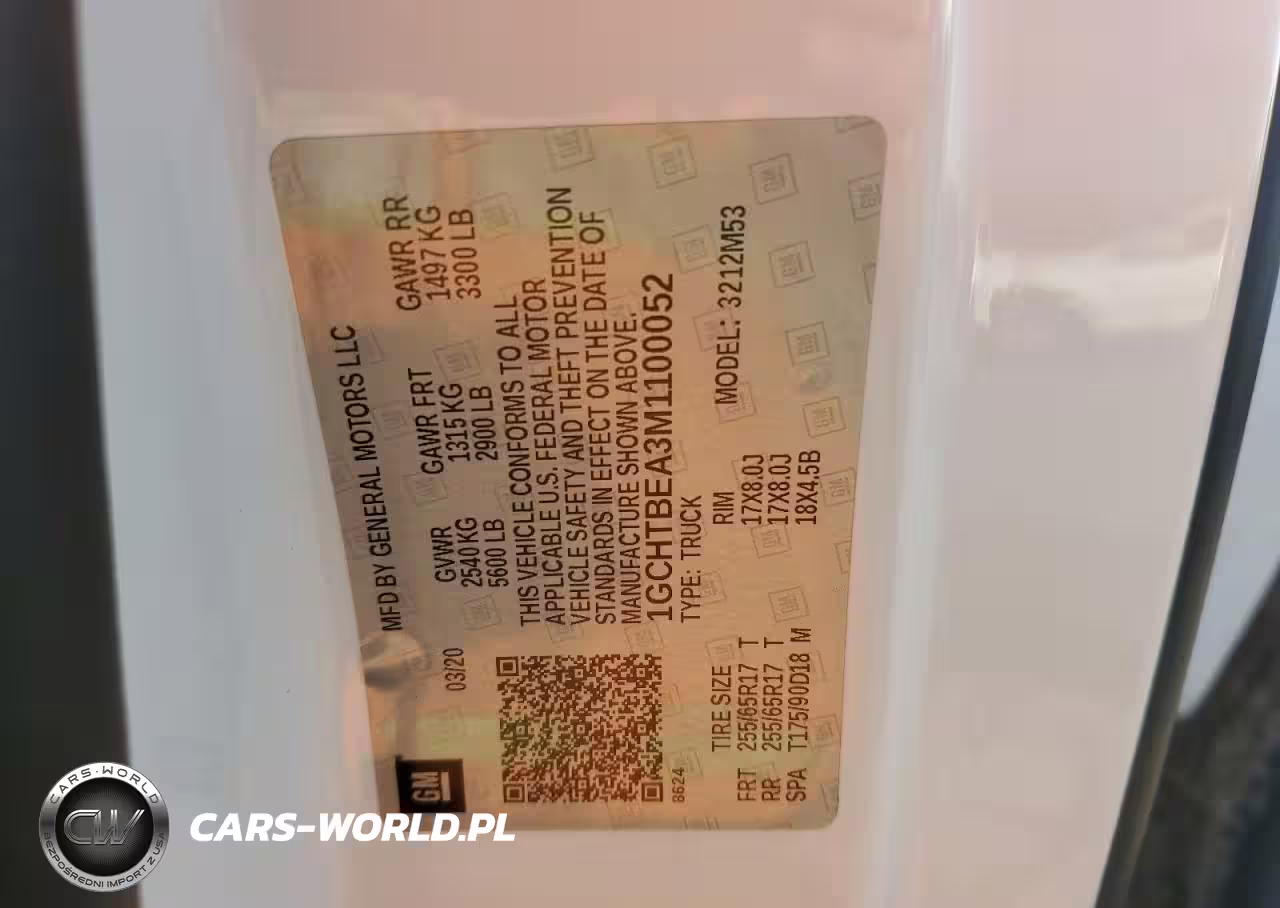 MFD BY GENERAL MOTORS LLC
03/20
GVWR GAWR FRT GAWR RR
2540 KG 1315 KG 1497 KG
5600 LB 2900 LB 3300 LB
THIS VEHICLE CONFORMS TO ALL
APPLICABLE U.S. FEDERAL MOTOR
VEHICLE SAFETY AND THEFT PREVENTION
STANDARDS IN EFFECT ON THE DATE OF
MANUFACTURE SHOWN ABOVE.
1GCHTBEA3M1100052
TYPE: TRUCK
GM
8624
MODEL: 3212M53
TIRE SIZE RIM
FRT 255/65R17 T 17X8.0J
RR 255/65R17 T 17X8.0J
SPA T175/90D18 M 18X4.5B
CARS-WORLD
CW
BEZPOŚREDNI IMPORT Z USA
CARS-WORLD.PL